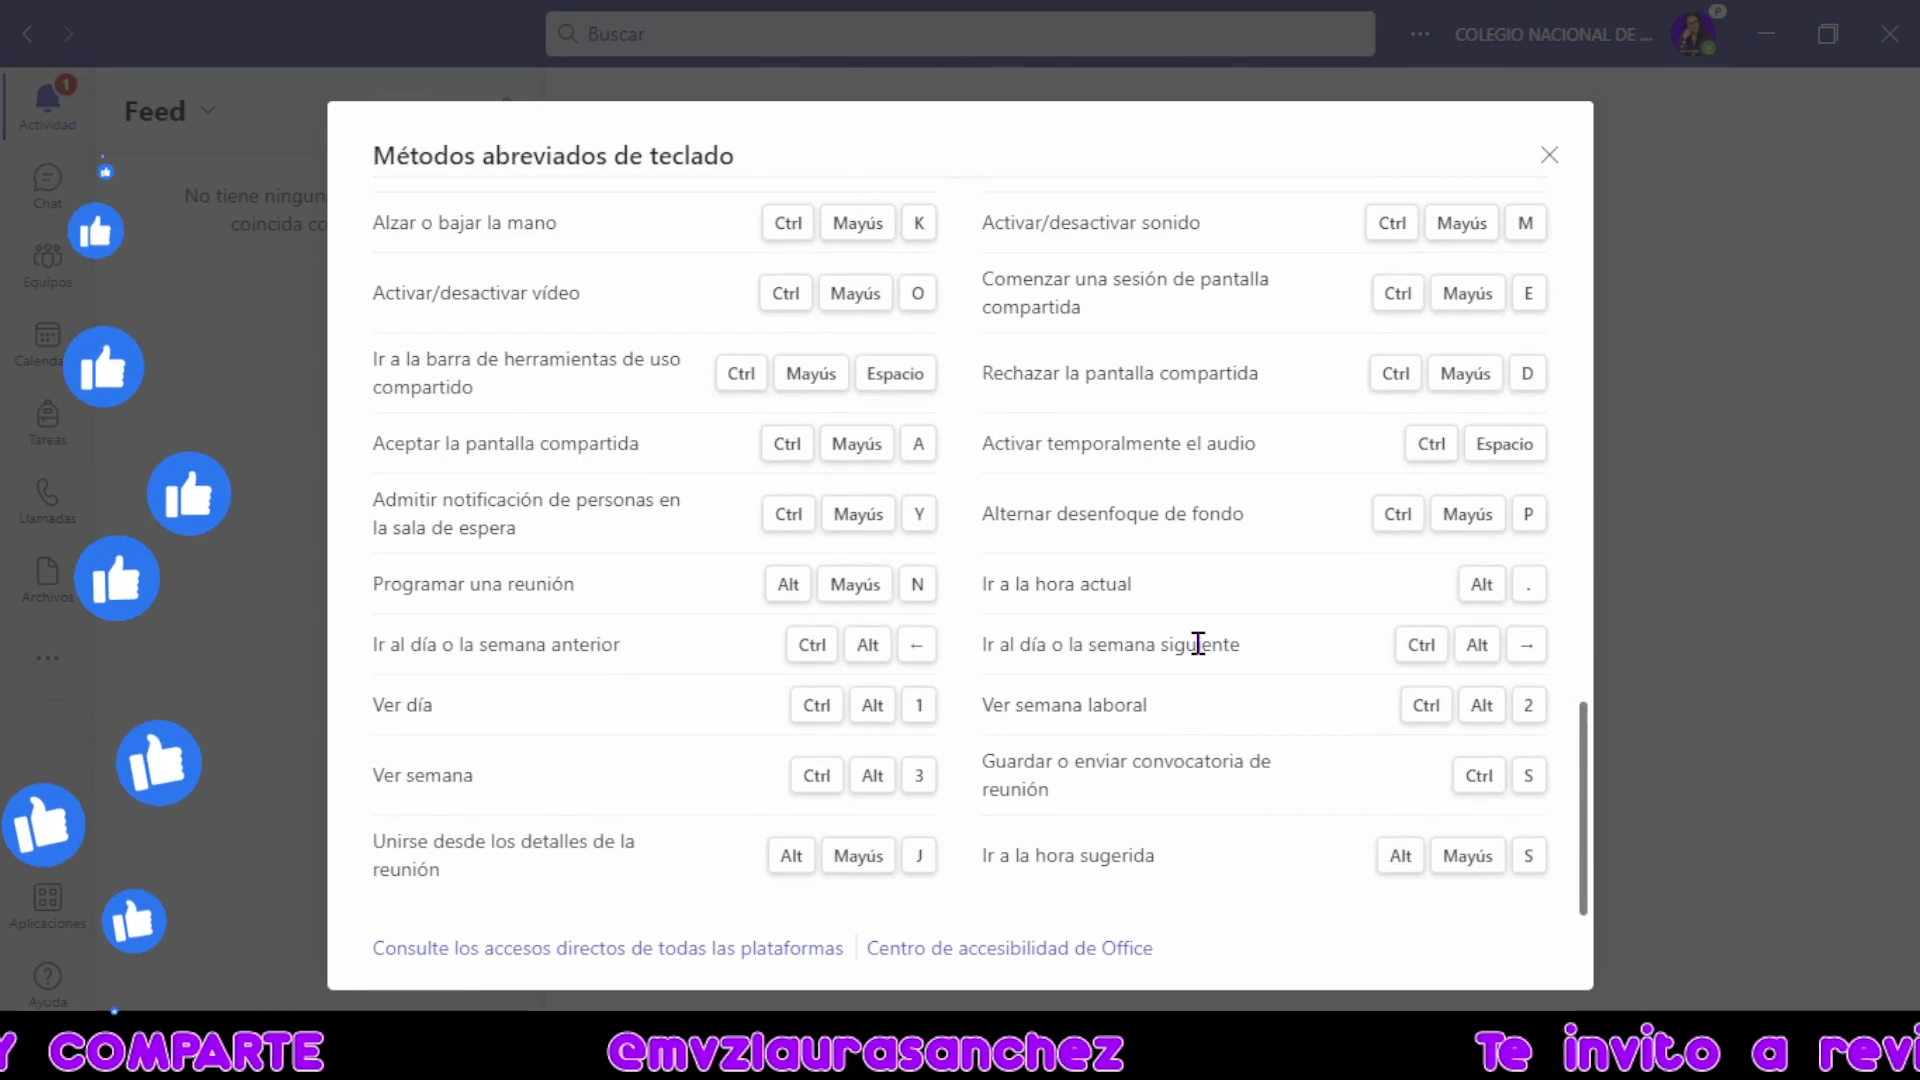 Buscar
COLEGIO NACIONAL DE ...
P
1
Actividad
Feed
Chat
No tiene ningun
coincida co
Equipos
Calenda
Tareas
Llamadas
Archivos
Aplicaciones
Ayuda
Métodos abreviados de teclado
Alzar o bajar la mano Ctrl Mayús K
Activar/desactivar sonido Ctrl Mayús M
Activar/desactivar vídeo Ctrl Mayús O
Comenzar una sesión de pantalla
compartida Ctrl Mayús E
Ir a la barra de herramientas de uso
compartido Ctrl Mayús Espacio
Rechazar la pantalla compartida Ctrl Mayús D
Aceptar la pantalla compartida Ctrl Mayús A
Activar temporalmente el audio Ctrl Espacio
Admitir notificación de personas en
la sala de espera Ctrl Mayús Y
Alternar desenfoque de fondo Ctrl Mayús P
Programar una reunión Alt Mayús N
Ir a la hora actual Alt .
Ir al día o la semana anterior Ctrl Alt ←
Ir al día o la semana siguiente Ctrl Alt →
Ver día Ctrl Alt 1
Ver semana laboral Ctrl Alt 2
Ver semana Ctrl Alt 3
Guardar o enviar convocatoria de
reunión Ctrl S
Unirse desde los detalles de la
reunión Alt Mayús J
Ir a la hora sugerida Alt Mayús S
Consulte los accesos directos de todas las plataformas
Centro de accesibilidad de Office
Y COMPARTE @mvzlaurasanchez Te invito a revi